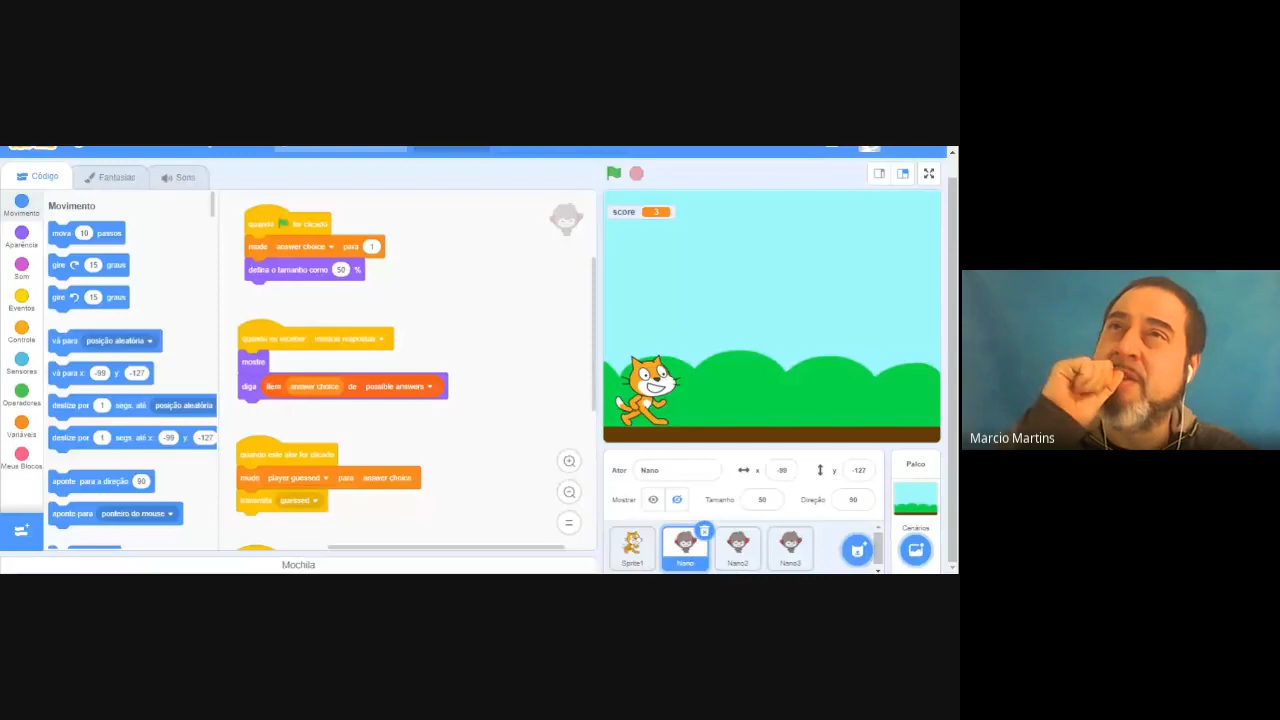 Código
Fantasias
Sons
Movimento
Aparência
Som
Eventos
Controle
Sensores
Operadores
Variáveis
Meus Blocos
Movimento
mova 10 passos
gire 15 graus
gire 15 graus
vá para posição aleatória
vá para x: -99 y: -127
deslize por 1 segs. até posição aleatória
deslize por 1 segs. até x: -99 y: -127
aponte para a direção 90
aponte para ponteiro do mouse
quando for clicado
mude answer choice para 1
defina o tamanho como 50 %
quando eu receber respostas
mostre
diga item answer choice de possible answers
quando este ator for clicado
mude player guessed para answer choice
transmita guessed
Mochila
score 3
Ator Nano x -99 y -127
Mostrar Tamanho 50 Direção 90
Sprite1
Nano
Nano2
Nano3
Palco
Cenários
Marcio Martins